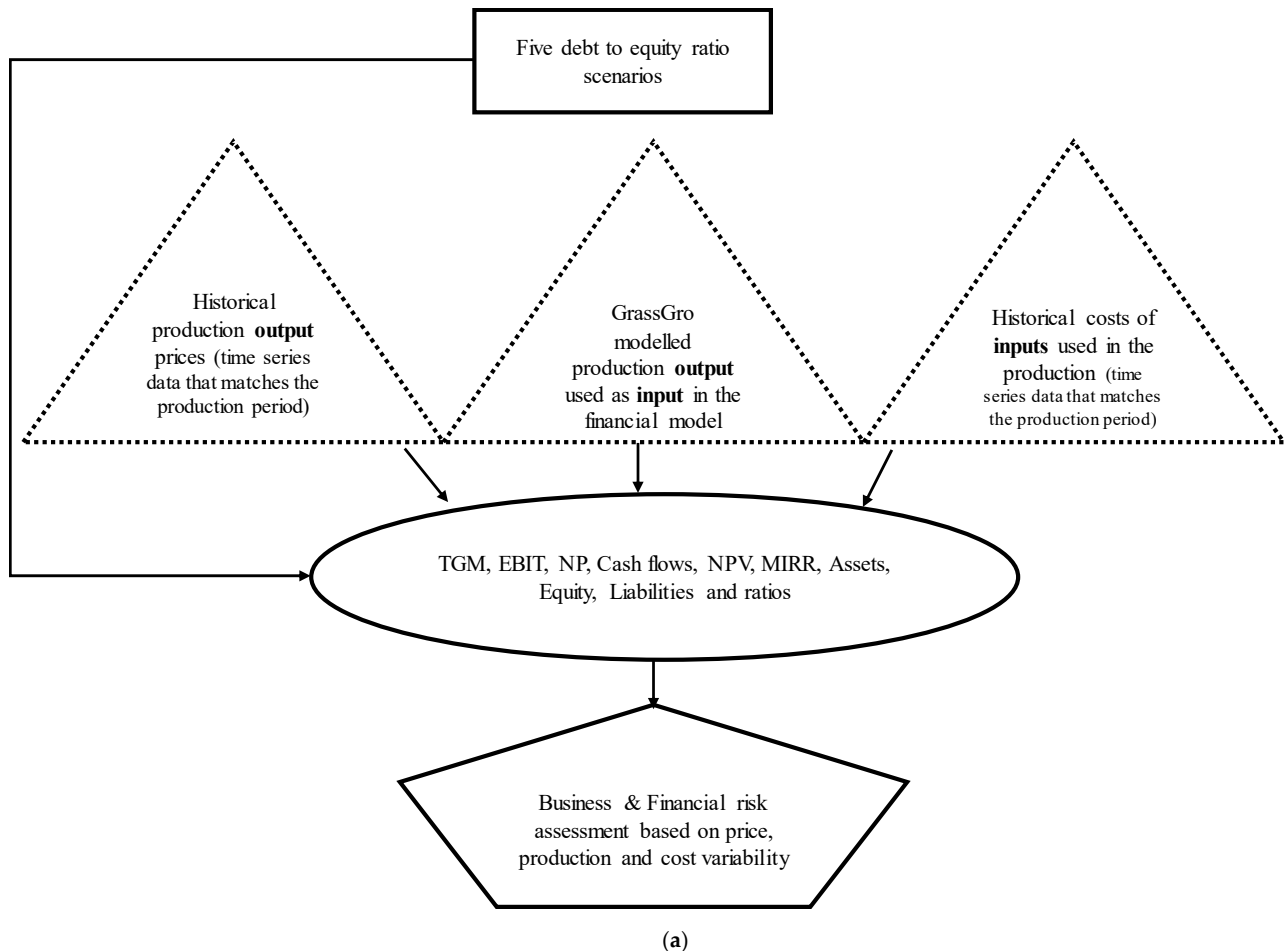 Five debt to equity ratio
scenarios
Historical
production output
prices (time series
data that matches the
production period)
GrassGro
modelled
production output
used as input in the
financial model
Historical costs of
inputs used in the
production (time
series data that matches
the production period)
TGM, EBIT, NP, Cash flows, NPV, MIRR, Assets,
Equity, Liabilities and ratios
Business & Financial risk
assessment based on price,
production and cost variability
(a)